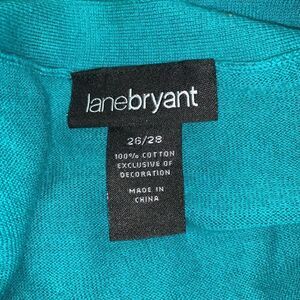 lanebryant
26/28
100% COTTON
EXCLUSIVE OF
DECORATION
MADE IN
CHINA